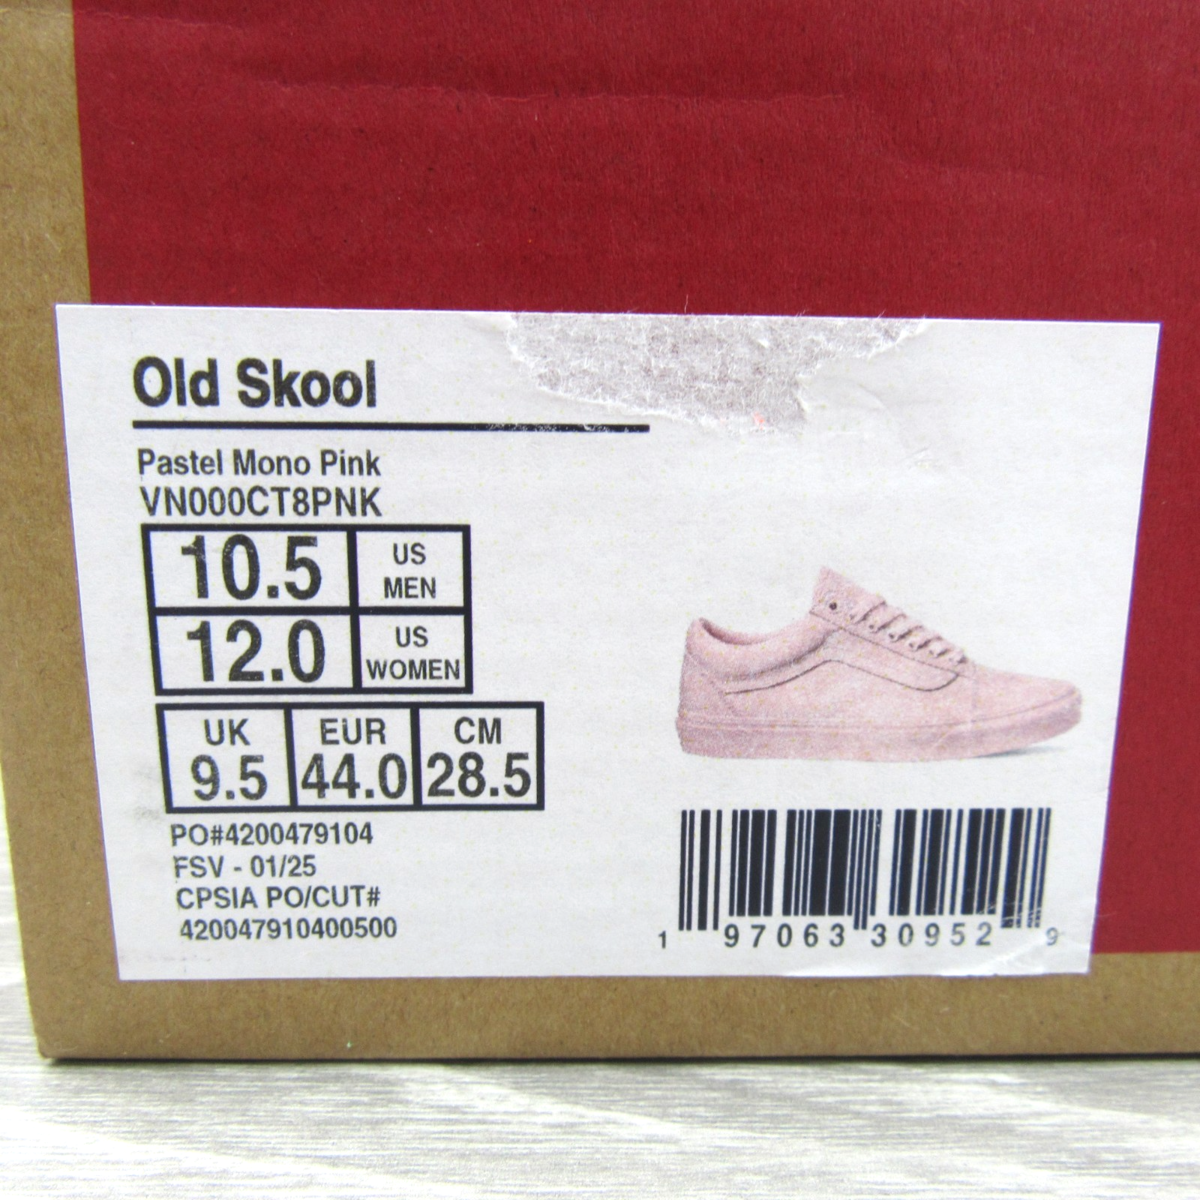 Old Skool
Pastel Mono Pink
VN000CT8PNK
10.5 US MEN
12.0 US WOMEN
UK EUR CM
9.5 44.0 28.5
PO#4200479104
FSV - 01/25
CPSIA PO/CUT#
420047910400500
1 97063 30952 9